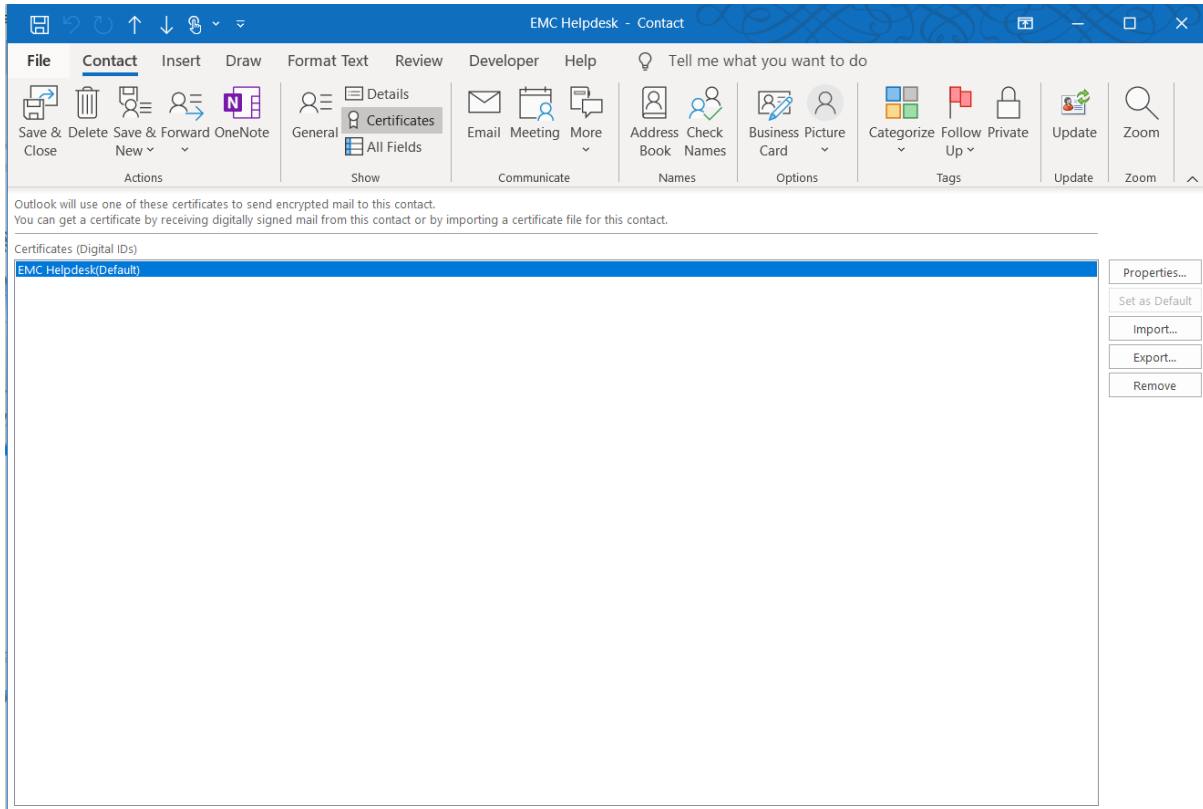 EMC Helpdesk - Contact
File Contact Insert Draw Format Text Review Developer Help Tell me what you want to do
Save & Close
Delete
Save & New
Forward
OneNote
Actions
General
Details
Certificates
All Fields
Show
Email
Meeting
More
Communicate
Address Book
Check Names
Names
Business Card
Picture
Options
Categorize
Follow Up
Private
Tags
Update
Update
Zoom
Zoom
Outlook will use one of these certificates to send encrypted mail to this contact.
You can get a certificate by receiving digitally signed mail from this contact or by importing a certificate file for this contact.
Certificates (Digital IDs)
EMC Helpdesk(Default)
Properties...
Set as Default
Import...
Export...
Remove